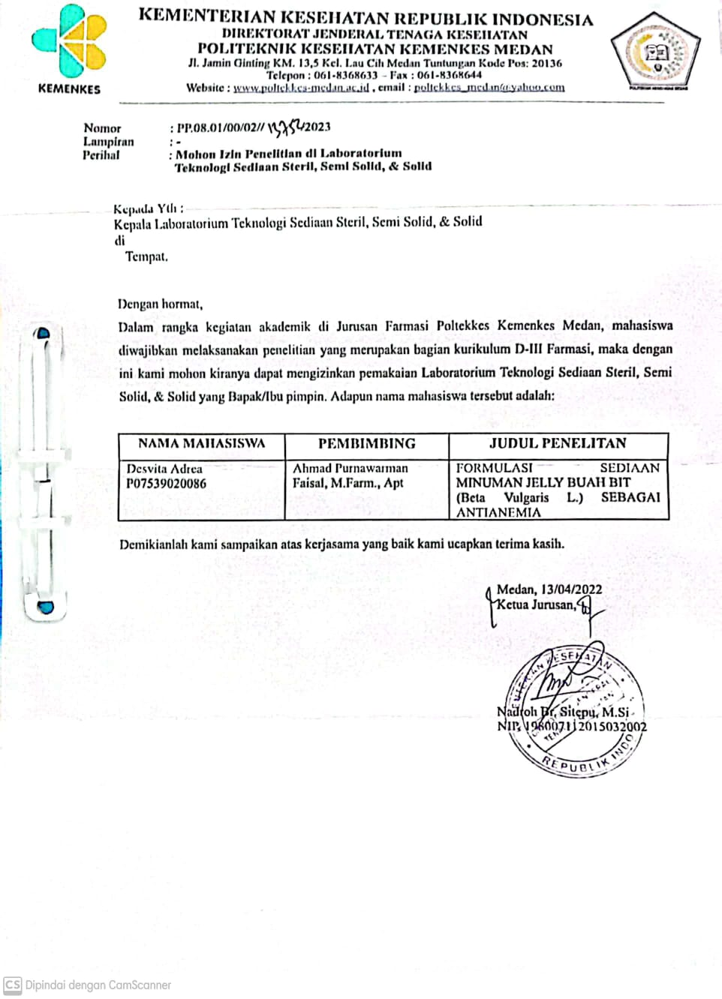 KEMENKES
KEMENTERIAN KESEHATAN REPUBLIK INDONESIA
DIREKTORAT JENDERAL TENAGA KESEHATAN
POLITEKNIK KESEHATAN KEMENKES MEDAN
Jl. Jamin Ginting KM. 13,5 Kel. Lau Cih Medan Tuntungan Kode Pos: 20136
Telepon : 061-8368633 - Fax : 061-8368644
Website : www.poltekkes-medan.ac.id , email : poltekkes_medan@yahoo.com
Nomor : PP.08.01/00/02// 2023
Lampiran : -
Perihal : Mohon Izin Penelitian di Laboratorium
Teknologi Sediaan Steril, Semi Solid, & Solid
Kepada Yth :
Kepala Laboratorium Teknologi Sediaan Steril, Semi Solid, & Solid
di
Tempat.
Dengan hormat,
Dalam rangka kegiatan akademik di Jurusan Farmasi Poltekkes Kemenkes Medan, mahasiswa
diwajibkan melaksanakan penelitian yang merupakan bagian kurikulum D-III Farmasi, maka dengan
ini kami mohon kiranya dapat mengizinkan pemakaian Laboratorium Teknologi Sediaan Steril, Semi
Solid, & Solid yang Bapak/Ibu pimpin. Adapun nama mahasiswa tersebut adalah:
NAMA MAHASISWA PEMBIMBING JUDUL PENELITAN
Desvita Adrea Ahmad Purnawarman FORMULASI SEDIAAN
P07539020086 Faisal, M.Farm., Apt MINUMAN JELLY BUAH BIT
(Beta Vulgaris L.) SEBAGAI
ANTIANEMIA
Demikianlah kami sampaikan atas kerjasama yang baik kami ucapkan terima kasih.
Medan, 13/04/2022
Ketua Jurusan,
KESEHATAN
Nadroh Br. Sitepu, M.Si
NIP. 198007112015032002
REPUBLIK INDO
CS Dipindai dengan CamScanner